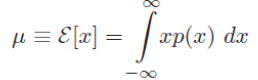 μ ≡ ℰ[x] = ∫_{-∞}^{∞} xp(x) dx